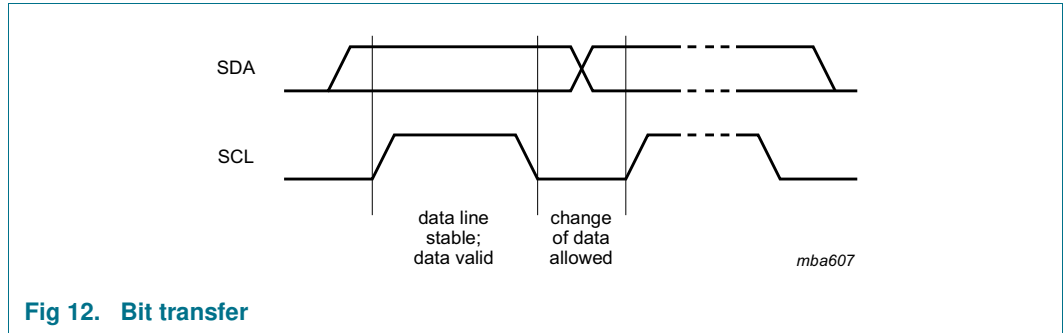 SDA
SCL
data line
stable;
data valid
change
of data
allowed
mba607
Fig 12. Bit transfer